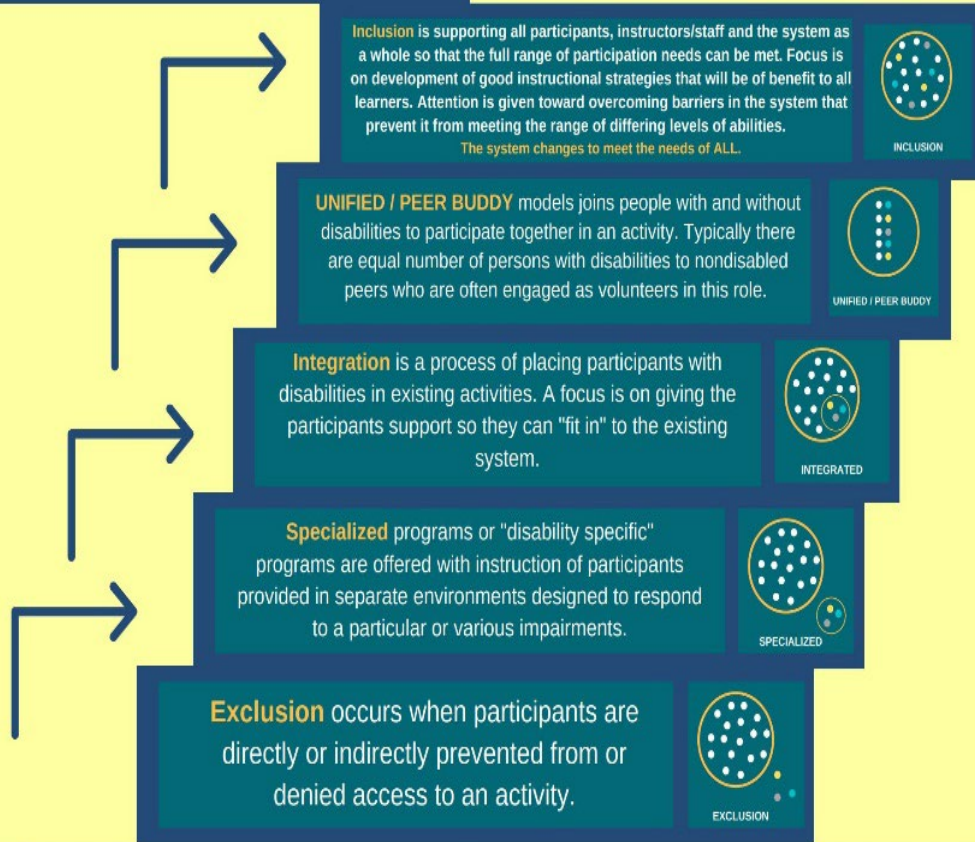 Inclusion is supporting all participants, instructors/staff and the system as
a whole so that the full range of participation needs can be met. Focus is
on development of good instructional strategies that will be of benefit to all
learners. Attention is given toward overcoming barriers in the system that
prevent it from meeting the range of differing levels of abilities.
The system changes to meet the needs of ALL.
INCLUSION
UNIFIED / PEER BUDDY models joins people with and without
disabilities to participate together in an activity. Typically there
are equal number of persons with disabilities to nondisabled
peers who are often engaged as volunteers in this role.
UNIFIED / PEER BUDDY
Integration is a process of placing participants with
disabilities in existing activities. A focus is on giving the
participants support so they can "fit in" to the existing
system.
INTEGRATED
Specialized programs or "disability specific"
programs are offered with instruction of participants
provided in separate environments designed to respond
to a particular or various impairments.
SPECIALIZED
Exclusion occurs when participants are
directly or indirectly prevented from or
denied access to an activity.
EXCLUSION